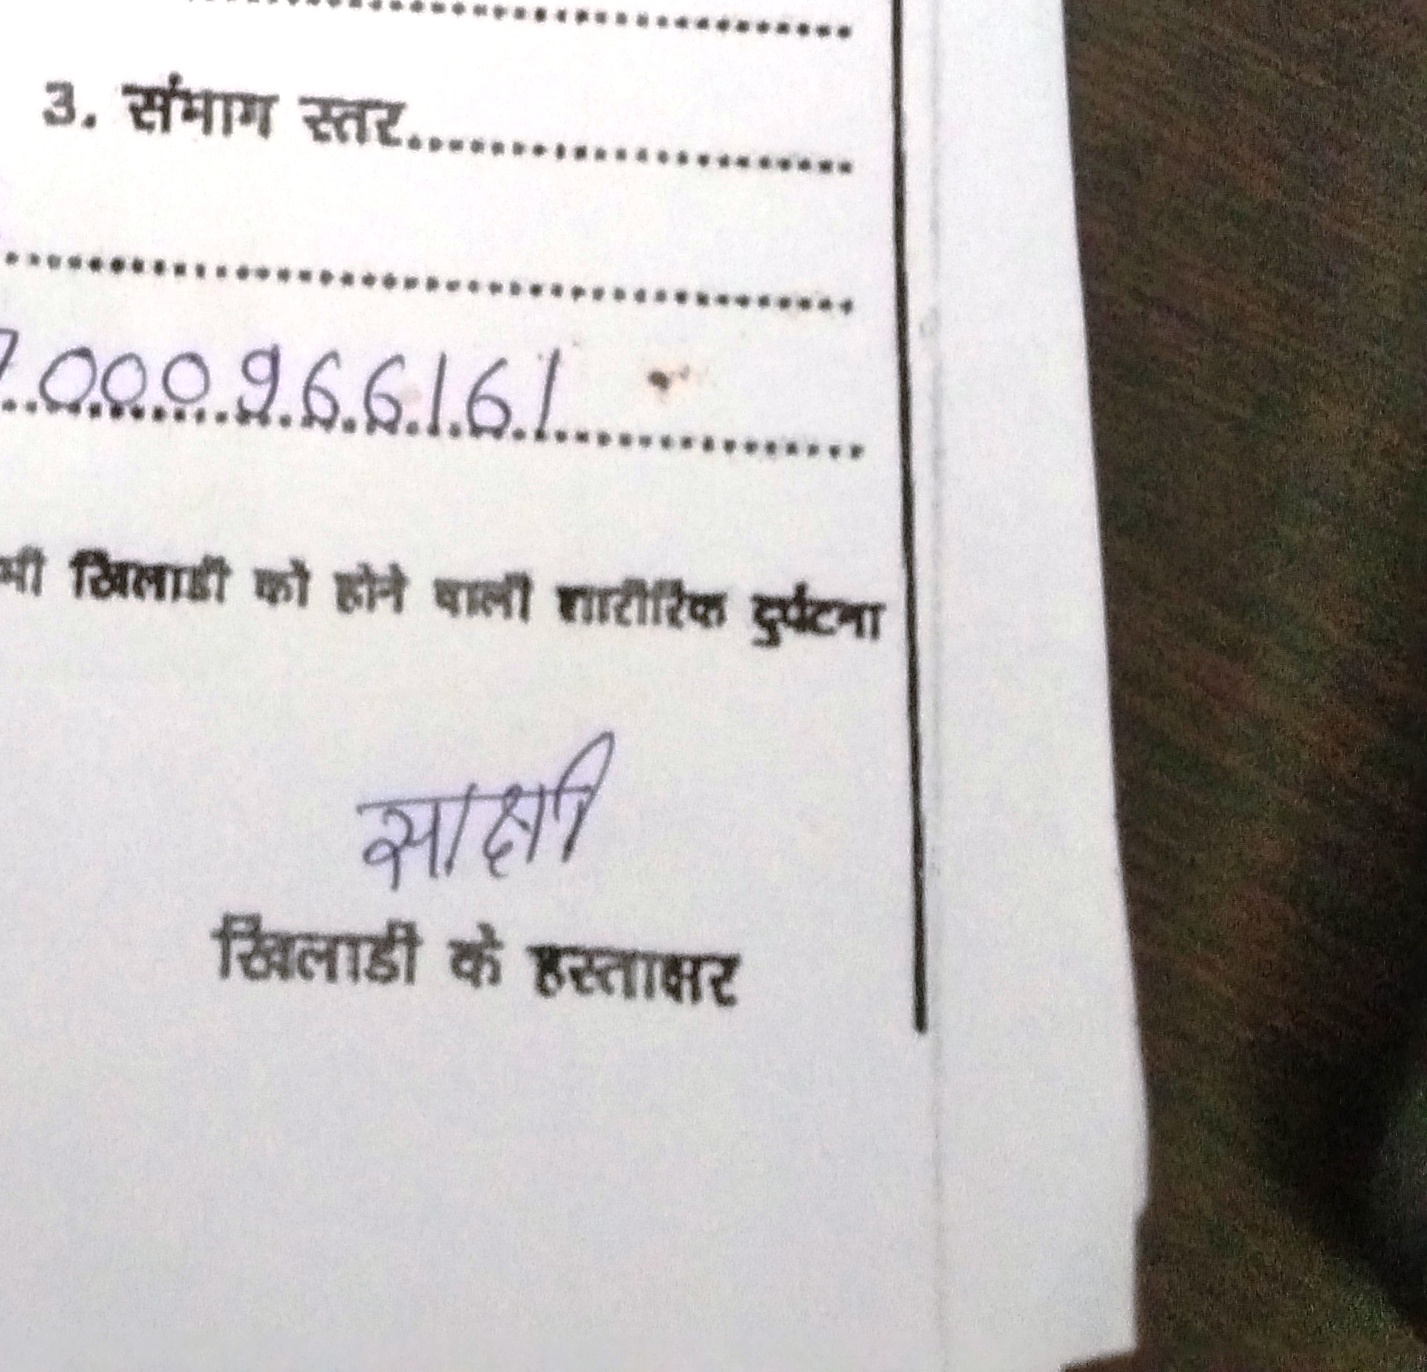 3. संभाग स्तर........................
........................................
7000966161
भी खिलाडी को होने वाली शारीरिक दुर्घटना
साक्षी
खिलाडी के हस्ताक्षर